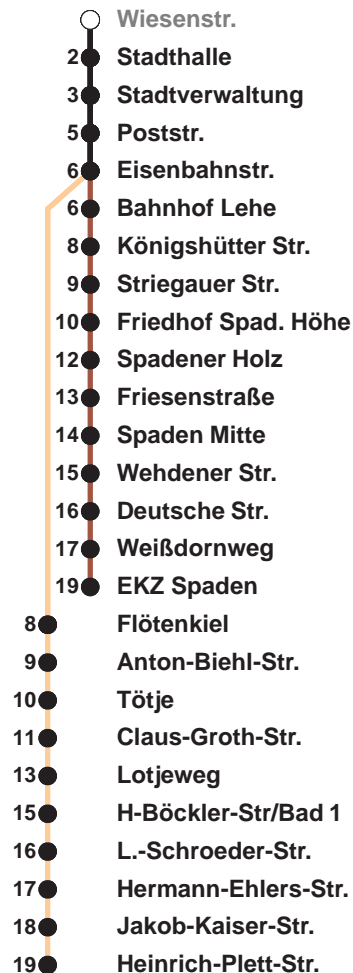 Wiesenstr.
2 Stadthalle
3 Stadtverwaltung
5 Poststr.
6 Eisenbahnstr.
6 Bahnhof Lehe
8 Königshütter Str.
9 Striegauer Str.
10 Friedhof Spad. Höhe
12 Spadener Holz
13 Friesenstraße
14 Spaden Mitte
15 Wehdener Str.
16 Deutsche Str.
17 Weißdornweg
19 EKZ Spaden
8 Flötenkiel
9 Anton-Biehl-Str.
10 Tötje
11 Claus-Groth-Str.
13 Lotjeweg
15 H-Böckler-Str/Bad 1
16 L.-Schroeder-Str.
17 Hermann-Ehlers-Str.
18 Jakob-Kaiser-Str.
19 Heinrich-Plett-Str.